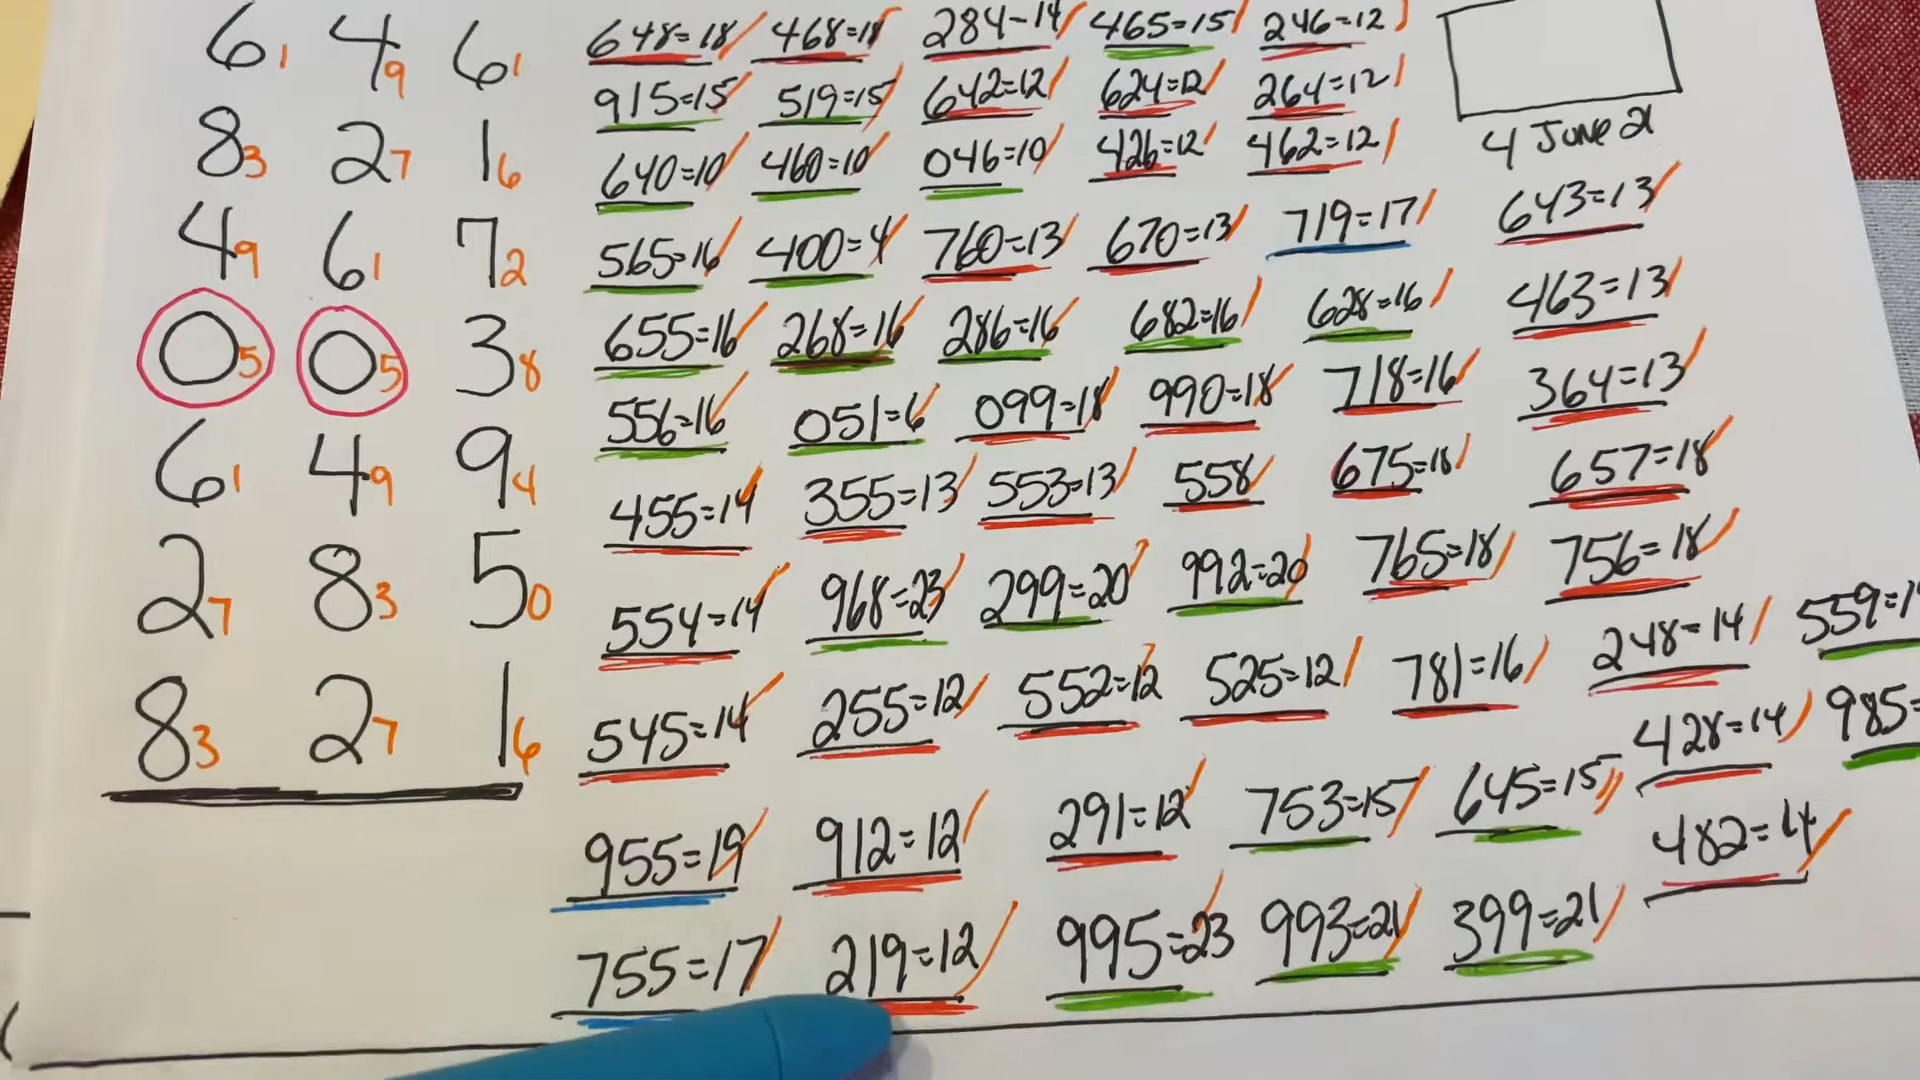 6 1 4 9 6 1
8 3 2 7 1 6
4 9 6 1 7 2
0 5 0 5 3 8
6 1 4 9 9 4
2 7 8 3 5 0
8 3 2 7 1 6
648=18 468=18 284-14 465=15 246=12
915=15 519=15 642=12 624=12 264=12
640=10 460=10 046=10 426=12 462=12
4 June 21
565=16 400=4 760=13 670=13 719=17 643=13
655=16 268=16 286=16 682=16 628=16 463=13
556=16 051=6 099=18 990=18 718=16 364=13
455=14 355=13 553=13 558 675=18 657=18
554=14 968=23 299=20 992=20 765=18 756=18
545=14 255=12 552=12 525=12 781=16 248=14
428=14 985=
955=19 912=12 291=12 753=15 645=15 482=14
755=17 219=12 995=23 993=21 399=21